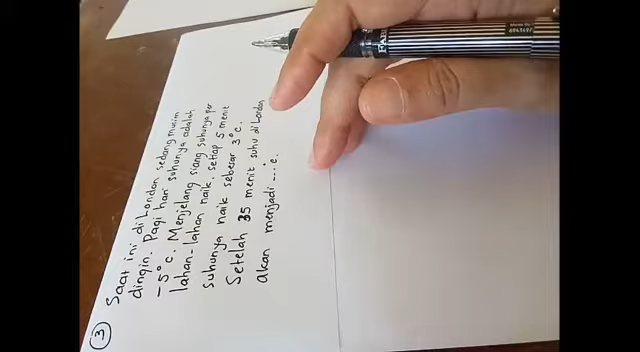 ③ Saat ini di London sedang musim
dingin. Pagi hari suhunya adalah
-5°C. Menjelang siang suhunya per
lahan-lahan naik. setiap 5 menit
suhunya naik sebesar 3°C.
Setelah 35 menit suhu di London
akan menjadi ... °c.